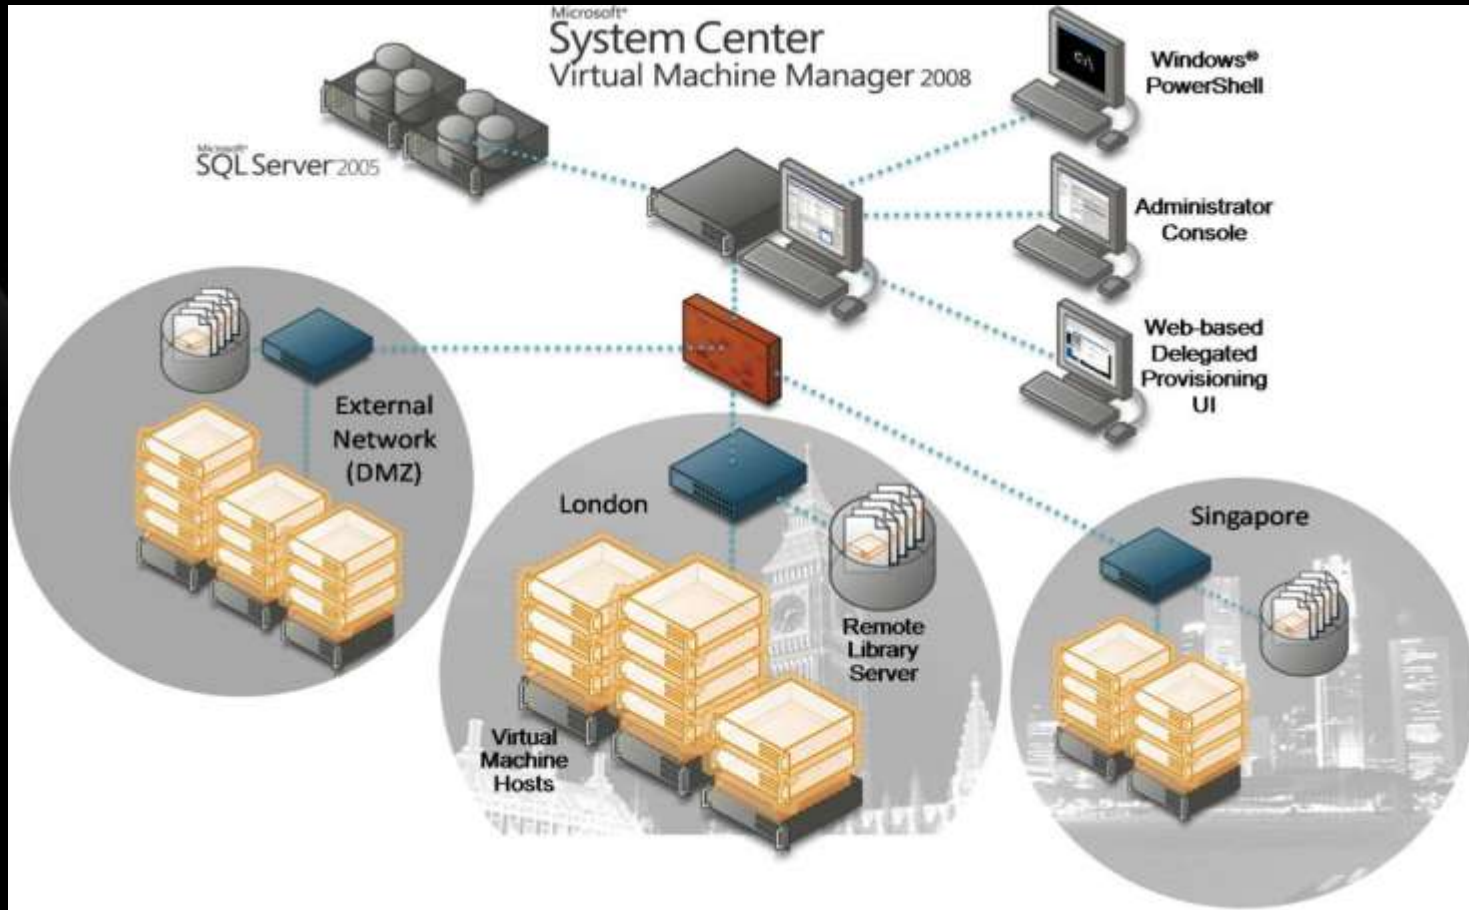 Microsoft®
System Center
Virtual Machine Manager 2008
Windows®
PowerShell
C:\
Microsoft®
SQL Server 2005
Administrator
Console
Web-based
Delegated
Provisioning
UI
External
Network
(DMZ)
London
Singapore
Remote
Library
Server
Virtual
Machine
Hosts